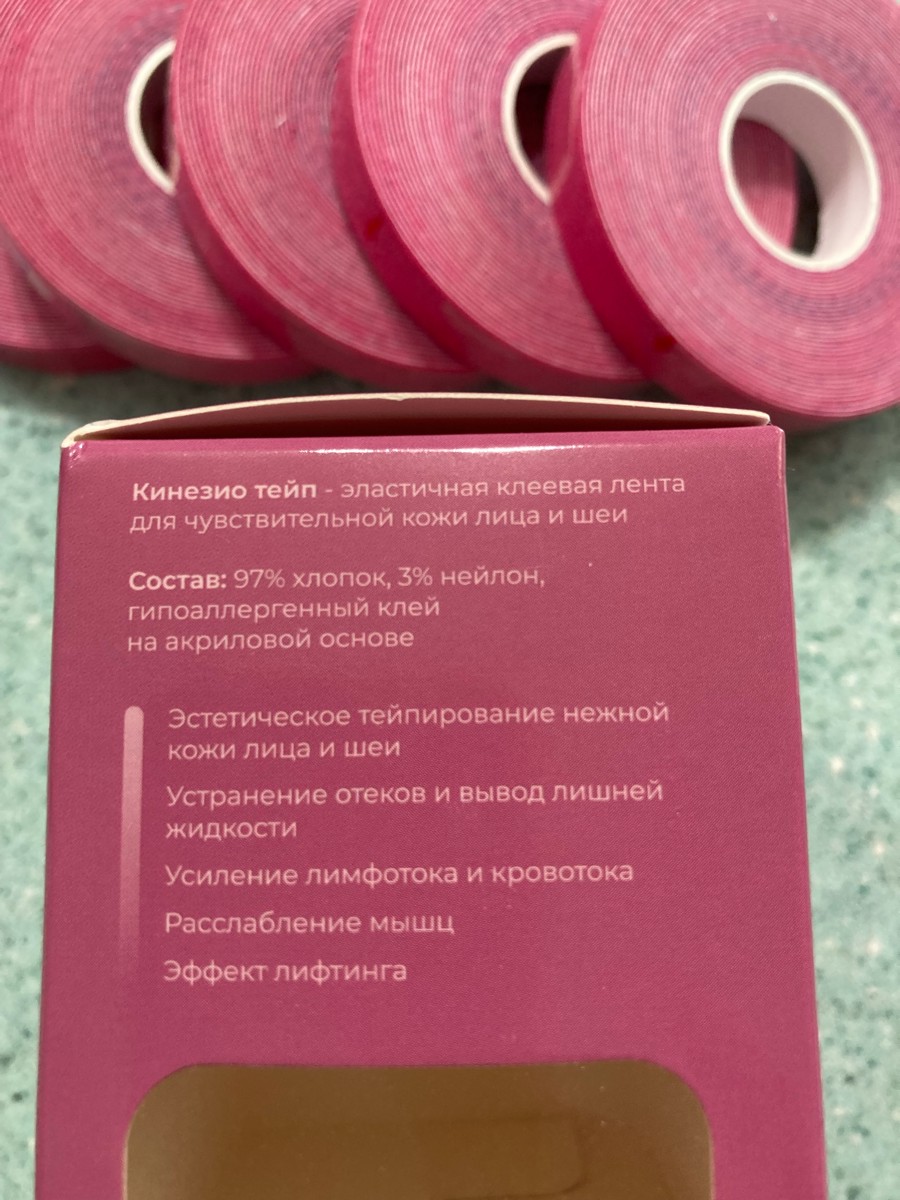 Кинезио тейп - эластичная клеевая лента
для чувствительной кожи лица и шеи
Состав: 97% хлопок, 3% нейлон,
гипоаллергенный клей
на акриловой основе
Эстетическое тейпирование нежной
кожи лица и шеи
Устранение отеков и вывод лишней
жидкости
Усиление лимфотока и кровотока
Расслабление мышц
Эффект лифтинга